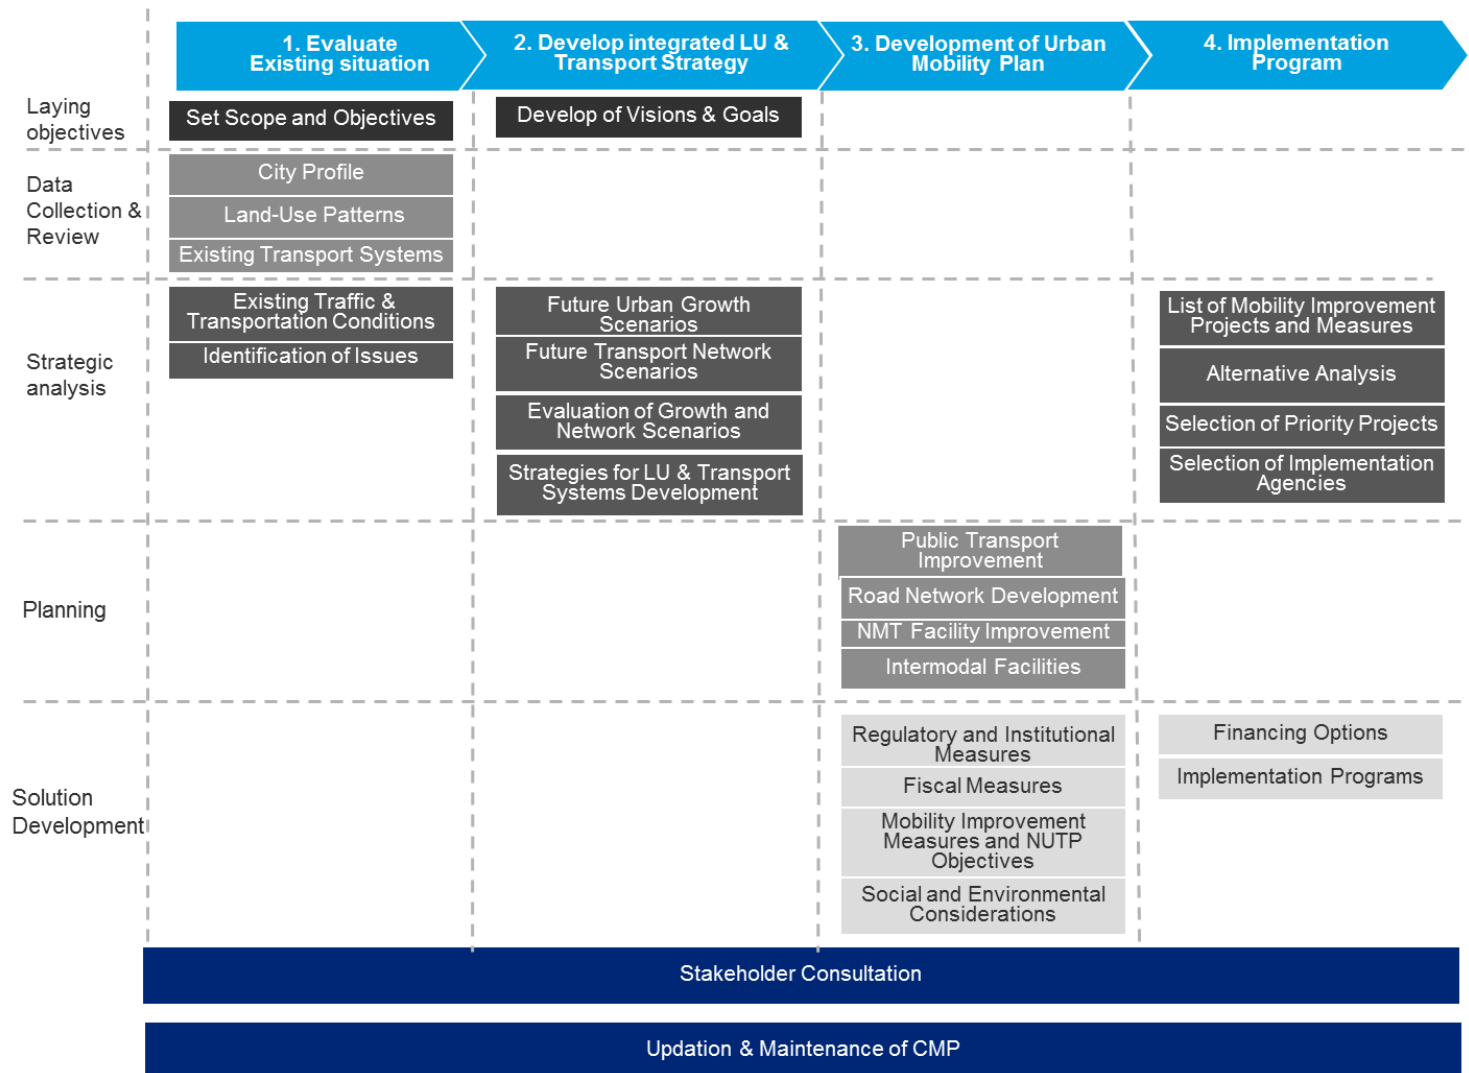 1. Evaluate
Existing situation
2. Develop integrated LU &
Transport Strategy
3. Development of Urban
Mobility Plan
4. Implementation
Program
Laying
objectives
Set Scope and Objectives
Develop of Visions & Goals
Data
Collection &
Review
City Profile
Land-Use Patterns
Existing Transport Systems
Strategic
analysis
Existing Traffic &
Transportation Conditions
Identification of Issues
Future Urban Growth
Scenarios
Future Transport Network
Scenarios
Evaluation of Growth and
Network Scenarios
Strategies for LU & Transport
Systems Development
List of Mobility Improvement
Projects and Measures
Alternative Analysis
Selection of Priority Projects
Selection of Implementation
Agencies
Planning
Public Transport
Improvement
Road Network Development
NMT Facility Improvement
Intermodal Facilities
Solution
Development
Regulatory and Institutional
Measures
Fiscal Measures
Mobility Improvement
Measures and NUTP
Objectives
Social and Environmental
Considerations
Financing Options
Implementation Programs
Stakeholder Consultation
Updation & Maintenance of CMP